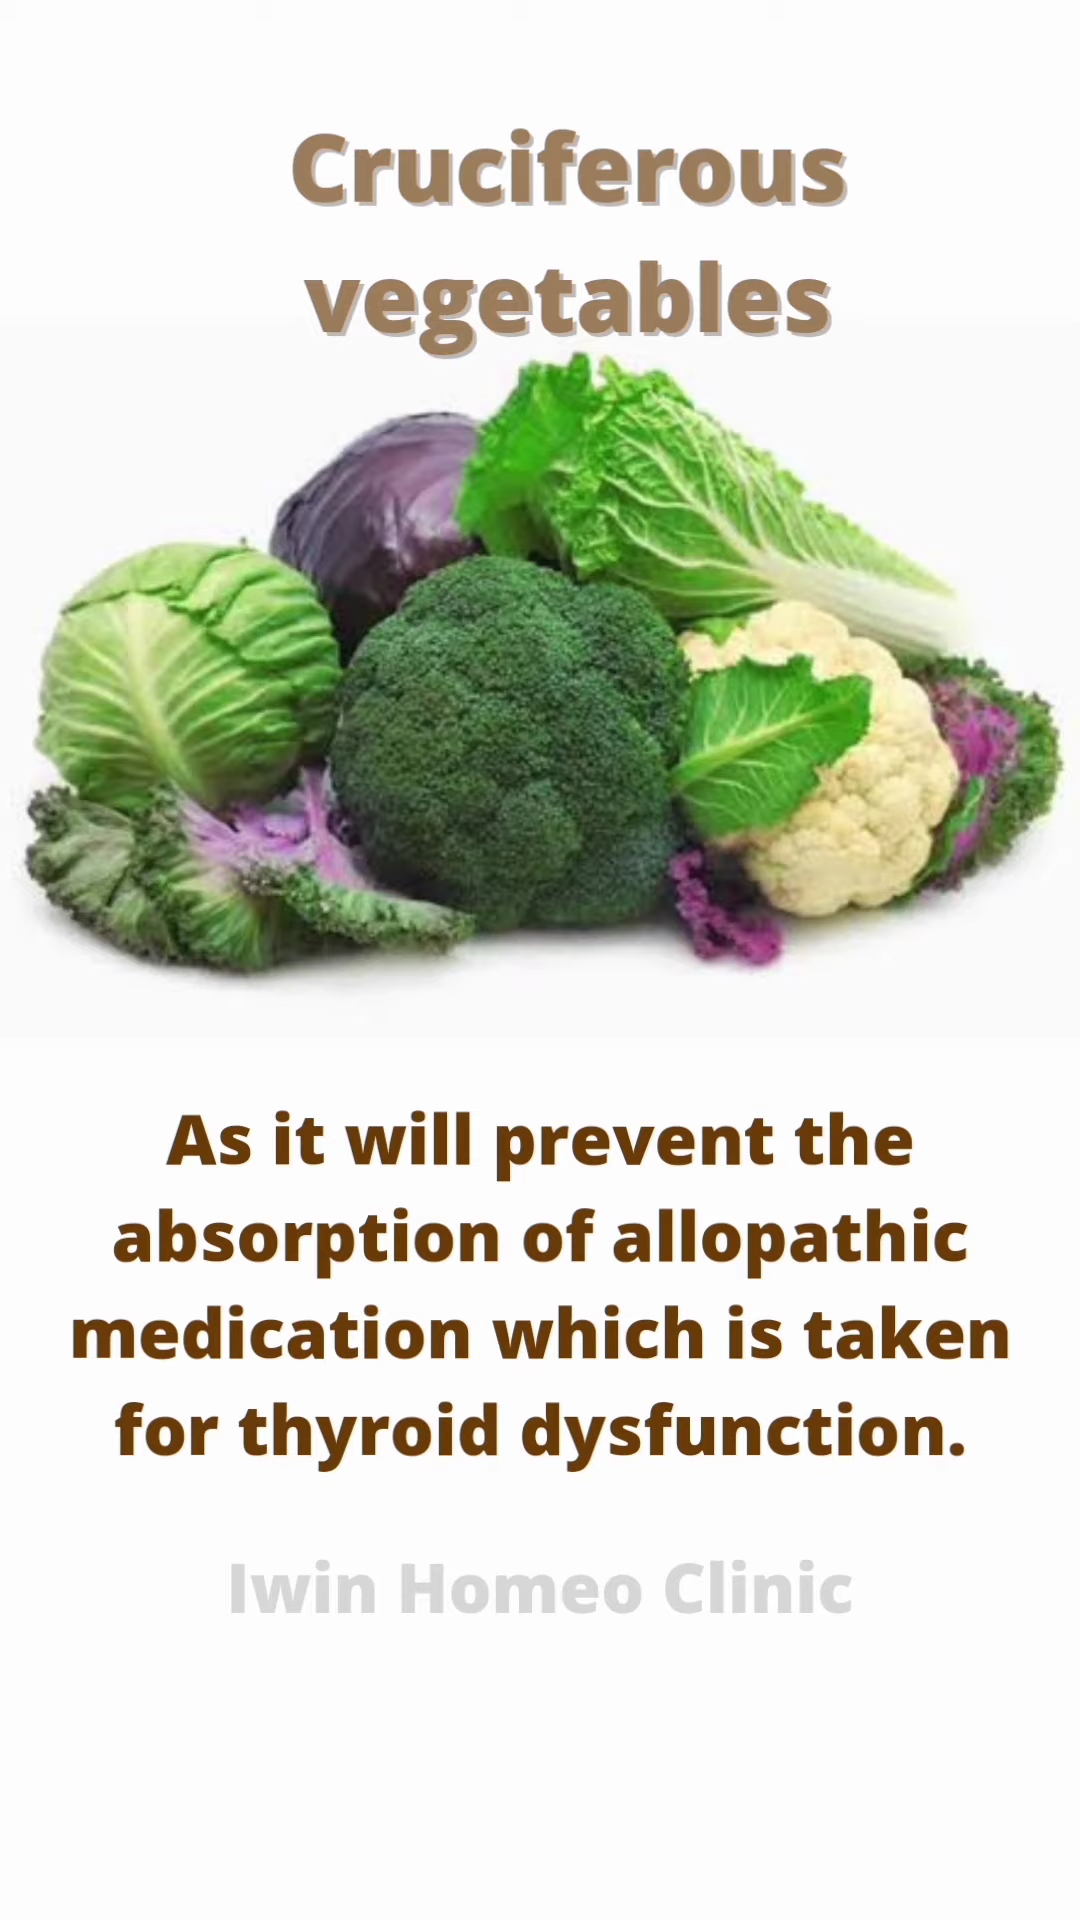 Cruciferous
vegetables
As it will prevent the
absorption of allopathic
medication which is taken
for thyroid dysfunction.
Iwin Homeo Clinic